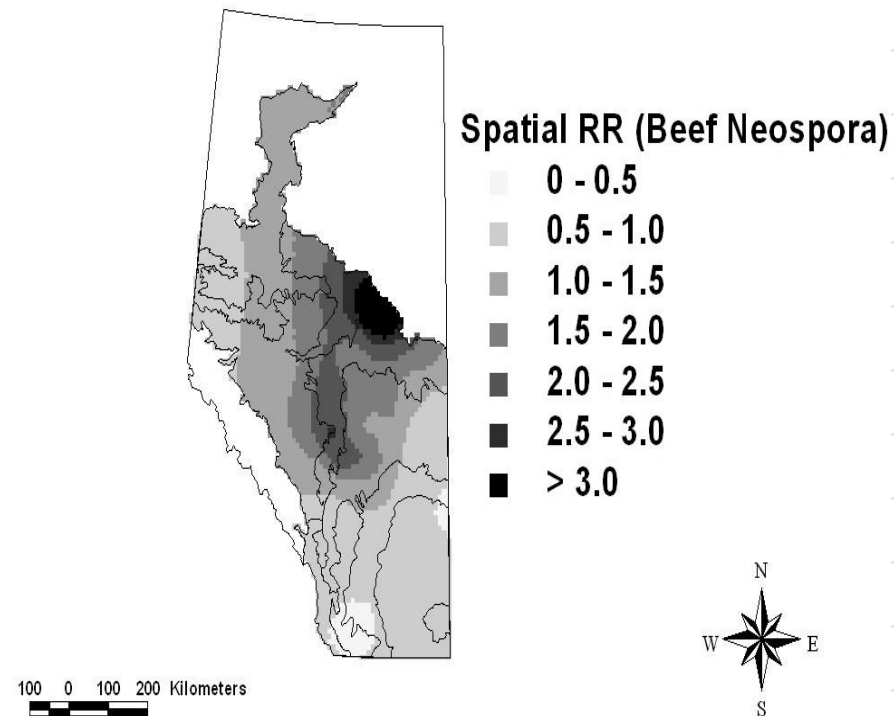 Spatial RR (Beef Neospora)
0 - 0.5
0.5 - 1.0
1.0 - 1.5
1.5 - 2.0
2.0 - 2.5
2.5 - 3.0
> 3.0
N
W E
S
100 0 100 200 Kilometers